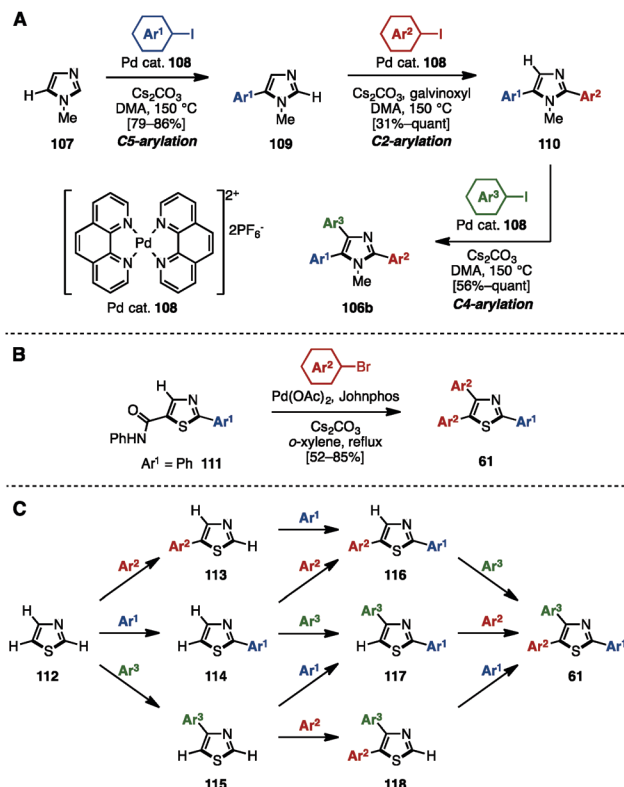 A
Ar1 I
Pd cat. 108
Cs2CO3
DMA, 150 °C
[79–86%]
C5-arylation
Ar2 I
Pd cat. 108
Cs2CO3, galvinoxyl
DMA, 150 °C
[31%–quant]
C2-arylation
H N N Me
107
Ar1 N N H Me
109
H N Ar1 N Ar2 Me
110
2+
2PF6-
N N Pd N N
Pd cat. 108
Ar3 N Ar1 N Ar2 Me
106b
Ar3 I
Pd cat. 108
Cs2CO3
DMA, 150 °C
[56%–quant]
C4-arylation
B
H N O S Ar1 PhHN
Ar1 = Ph 111
Ar2 Br
Pd(OAc)2, Johnphos
Cs2CO3
o-xylene, reflux
[52–85%]
Ar2 N Ar2 S Ar1
61
C
H N Ar2 S H
113
Ar1
H N Ar2 S Ar1
116
Ar2
Ar2
Ar3
H N H S H
112
Ar1
H N H S Ar1
114
Ar3
Ar3 N H S Ar1
117
Ar2
Ar3 N Ar2 S Ar1
61
Ar3
Ar1
Ar1
Ar3 N H S H
115
Ar2
Ar3 N Ar2 S H
118